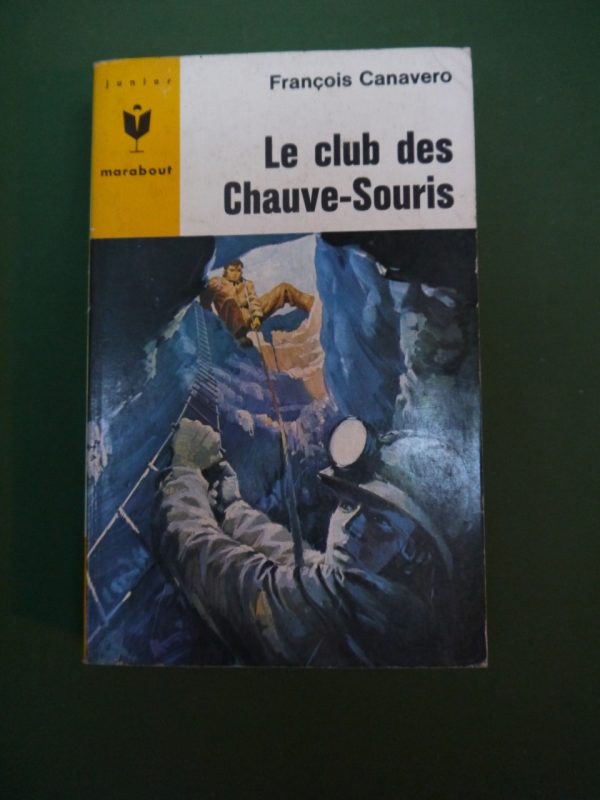 junior
marabout
François Canavero
Le club des
Chauve-Souris